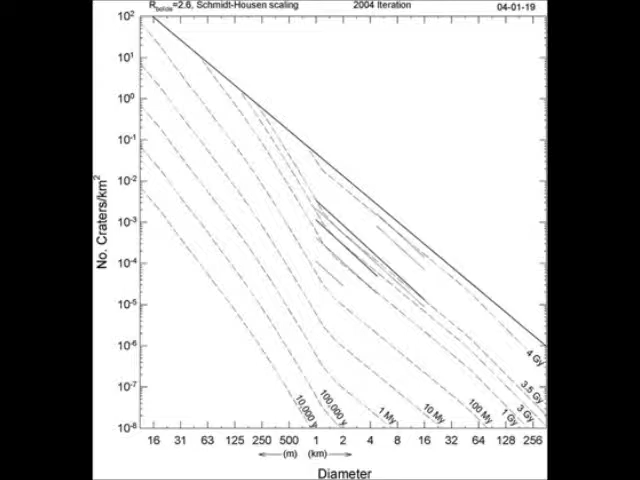 R_bolide=2.6, Schmidt-Housen scaling 2004 Iteration 04-01-19
10²
10¹
10⁰
10⁻¹
10⁻²
10⁻³
10⁻⁴
10⁻⁵
10⁻⁶
10⁻⁷
10⁻⁸
No. Craters/km²
10,000 y
100,000 y
1 My
10 My
100 My
1 Gy
3 Gy
3.5 Gy
4 Gy
16 31 63 125 250 500 1 2 4 8 16 32 64 128 256
(m) (km)
Diameter